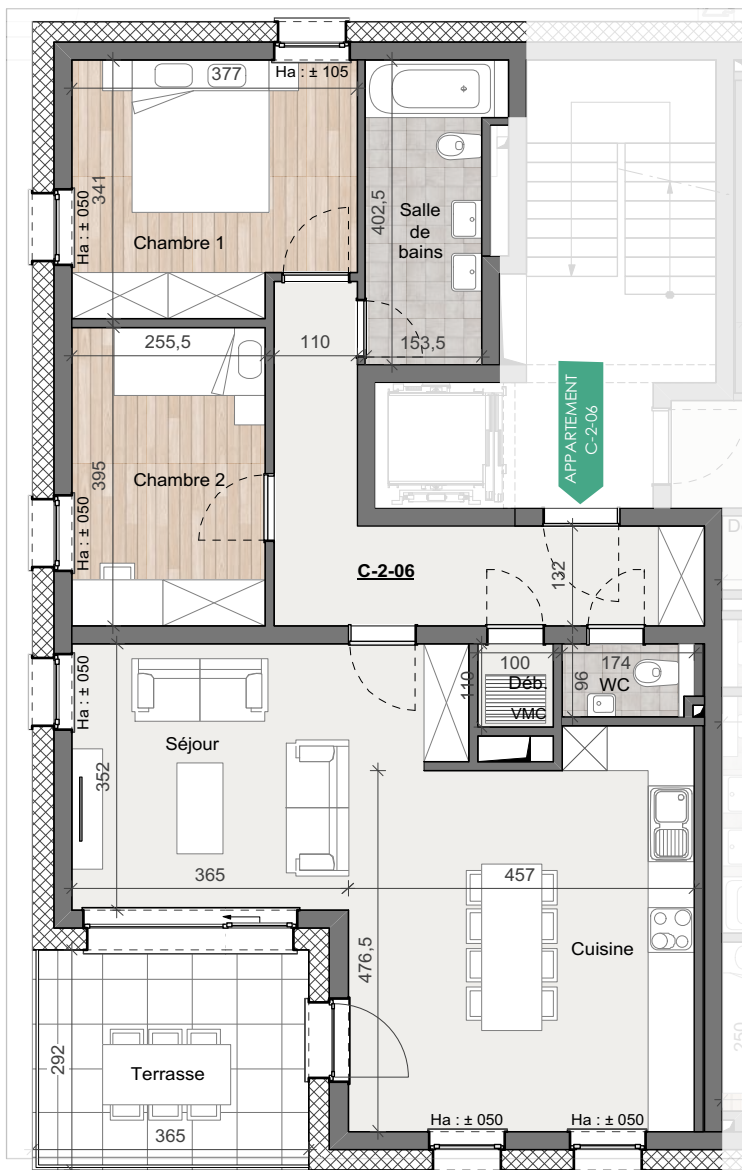 377
Ha : ± 105
341
Ha : ± 050
Chambre 1
402,5
Salle
de
bains
255,5
110
153,5
APPARTEMENT
C-2-06
395
Chambre 2
Ha : ± 050
C-2-06
132
D
Ha : ± 050
100
110
Déb.
VMC
174
96
WC
Séjour
352
365
457
476,5
Cuisine
292
Terrasse
365
Ha : ± 050
Ha : ± 050
250